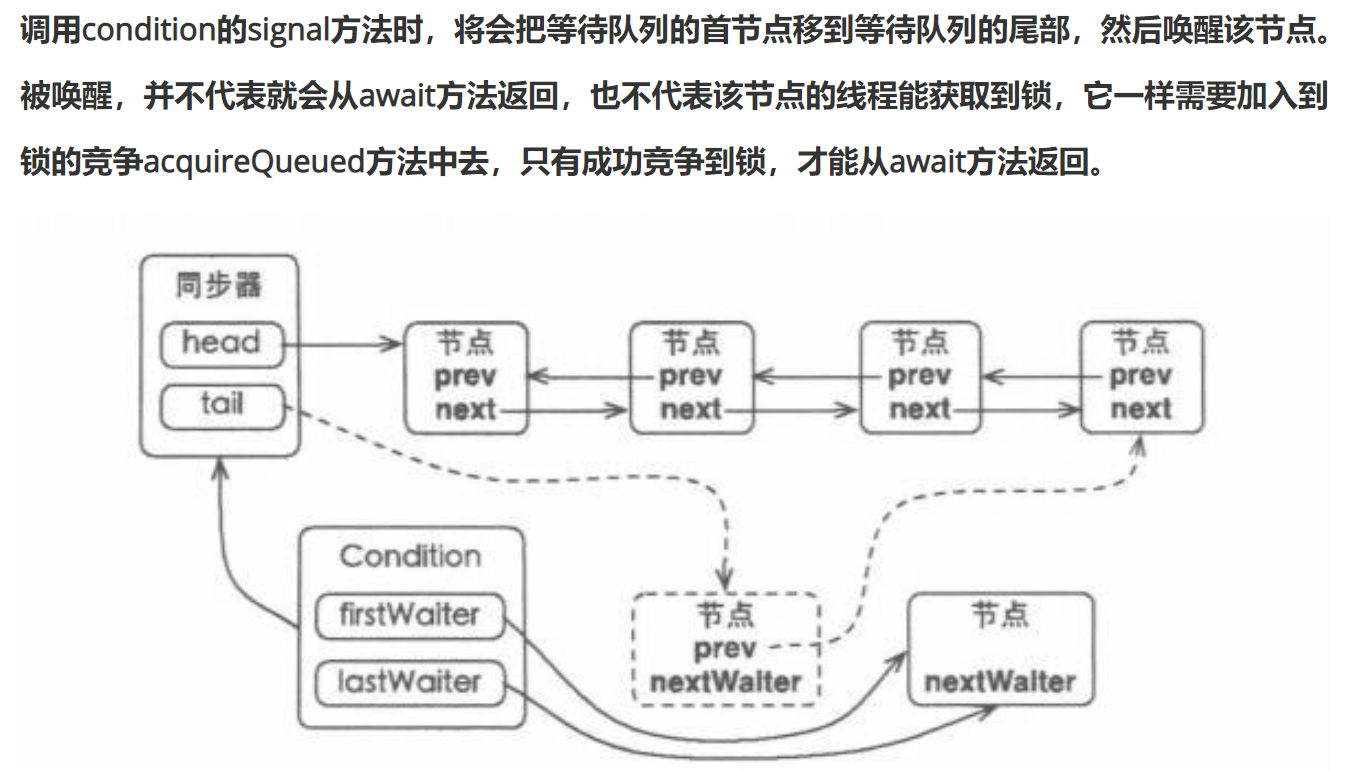 调用condition的signal方法时，将会把等待队列的首节点移到等待队列的尾部，然后唤醒该节点。
被唤醒，并不代表就会从await方法返回，也不代表该节点的线程能获取到锁，它一样需要加入到
锁的竞争acquireQueued方法中去，只有成功竞争到锁，才能从await方法返回。
同步器
head
tail
节点
prev
next
节点
prev
next
节点
prev
next
节点
prev
next
Condition
firstWaiter
lastWaiter
节点
prev
nextWaiter
节点
nextWaiter